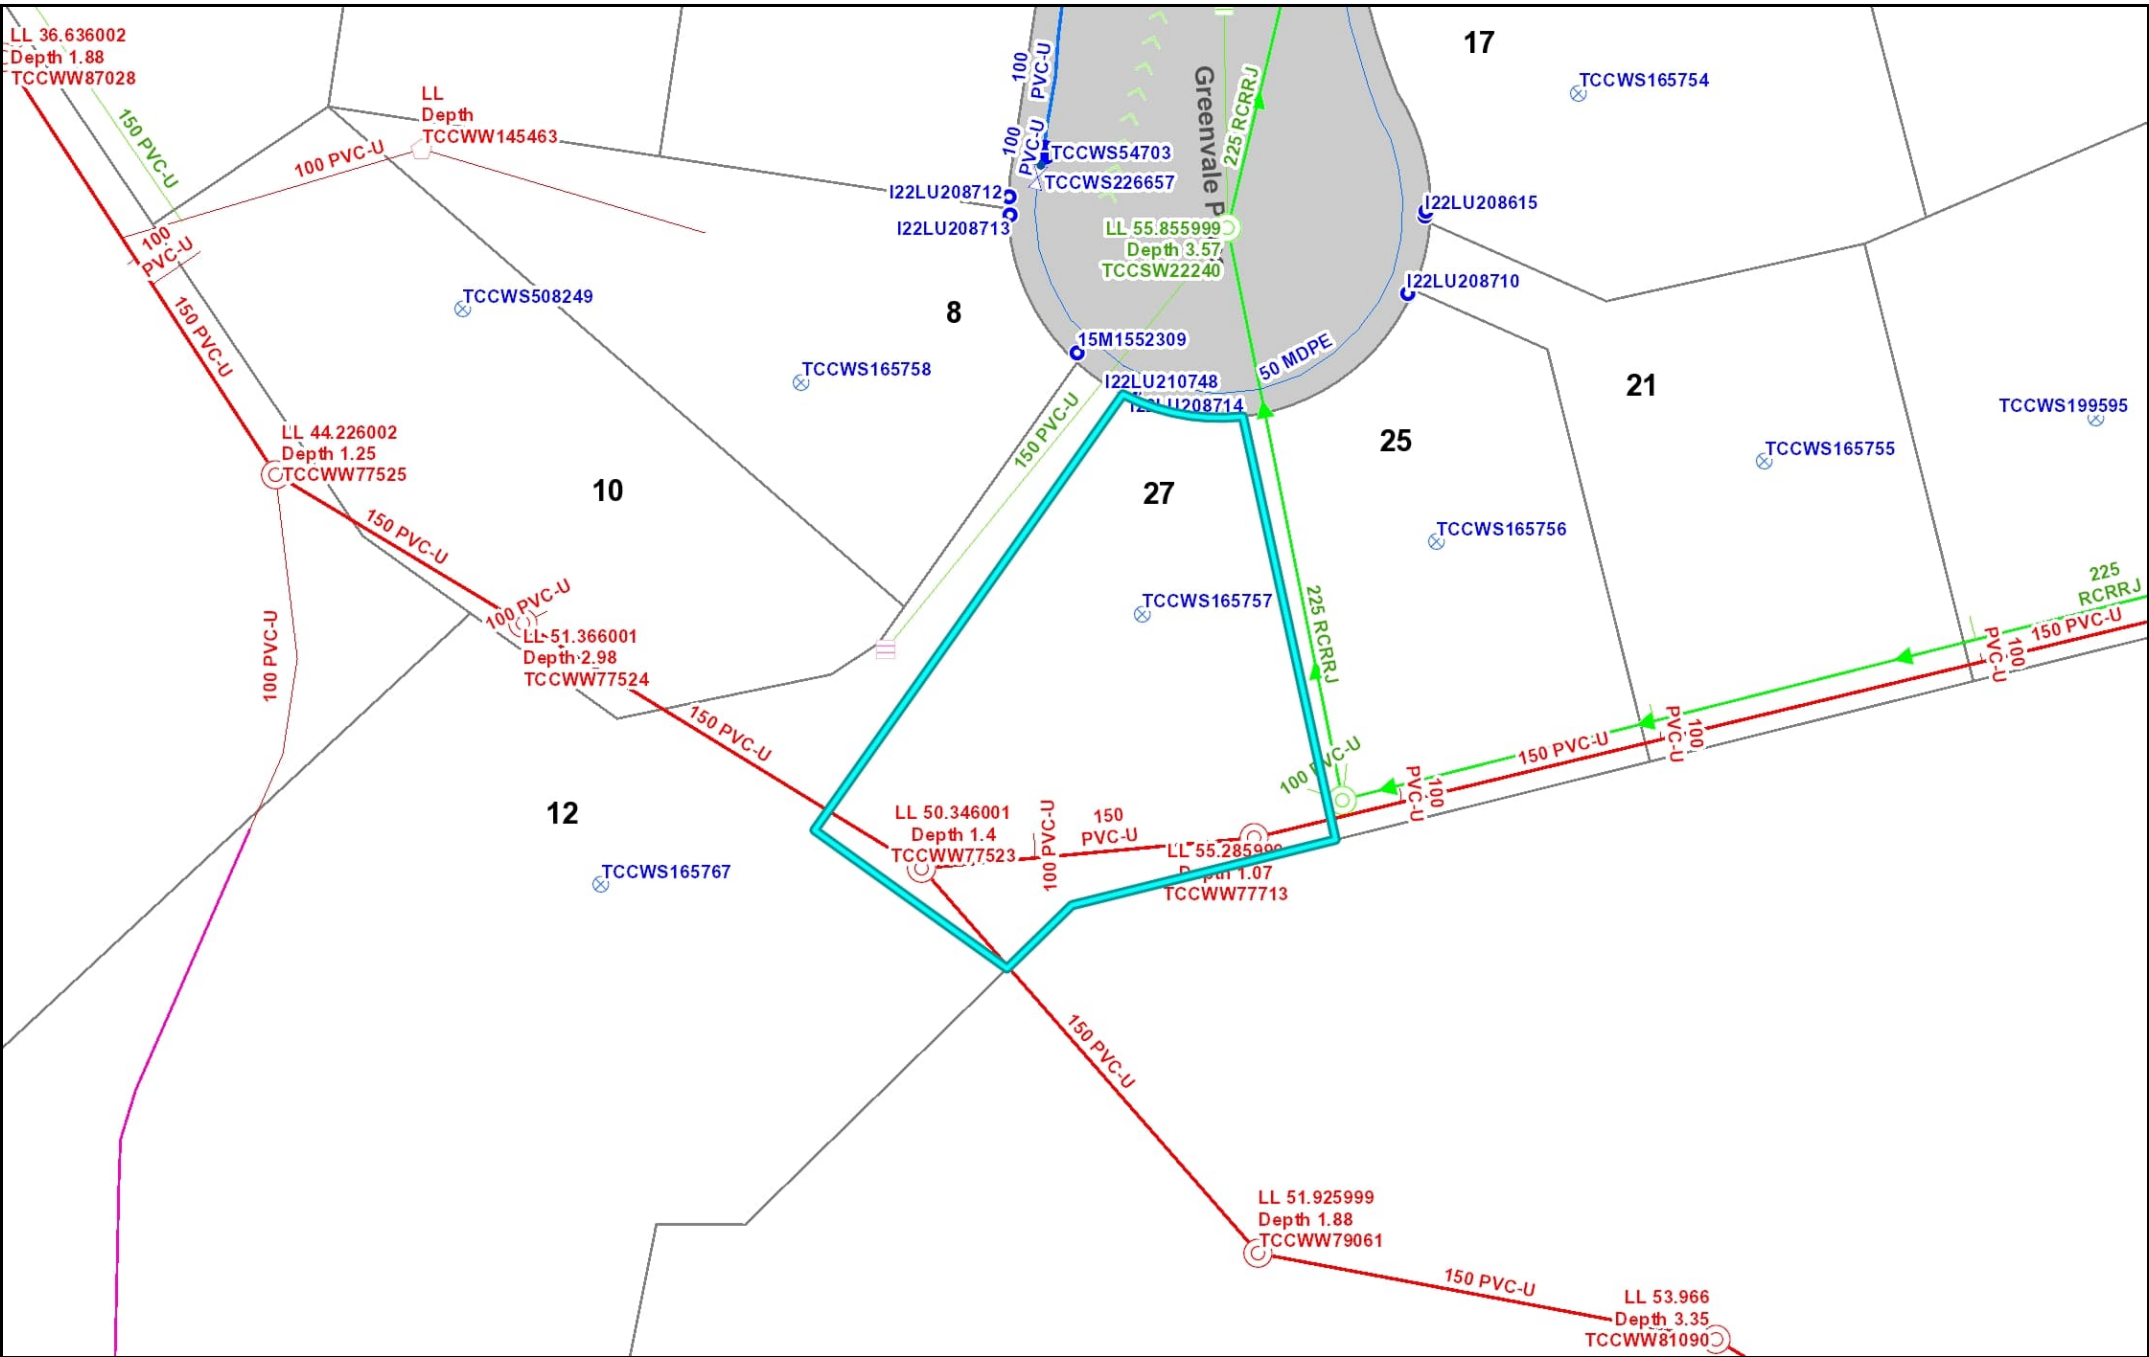 LL 36.636002
Depth 1.88
TCCWW87028
150 PVC-U
LL
Depth
TCCWW145463
100 PVC-U
100
PVC-U
150 PVC-U
TCCWS508249
8
TCCWS165758
100
PVC-U
100
PVC-U
TCCWS54703
TCCWS226657
I22LU208712
I22LU208713
Greenvale P
225 RCRRJ
LL 55.855999
Depth 3.57
TCCSW22240
17
TCCWS165754
I22LU208615
I22LU208710
15M1552309
50 MDPE
I22LU210748
I22LU208714
150 PVC-U
21
TCCWS199595
TCCWS165755
25
TCCWS165756
27
TCCWS165757
LL 44.226002
Depth 1.25
TCCWW77525
10
150 PVC-U
100 PVC-U
LL 51.366001
Depth 2.98
TCCWW77524
100 PVC-U
150 PVC-U
225 RCRRJ
225
RCRRJ
150 PVC-U
100
PVC-U
100
PVC-U
150 PVC-U
100
PVC-U
100 PVC-U
12
TCCWS165767
LL 50.346001
Depth 1.4
TCCWW77523
100 PVC-U
150
PVC-U
LL 55.285999
Depth 1.07
TCCWW77713
150 PVC-U
LL 51.925999
Depth 1.88
TCCWW79061
150 PVC-U
LL 53.966
Depth 3.35
TCCWW81090